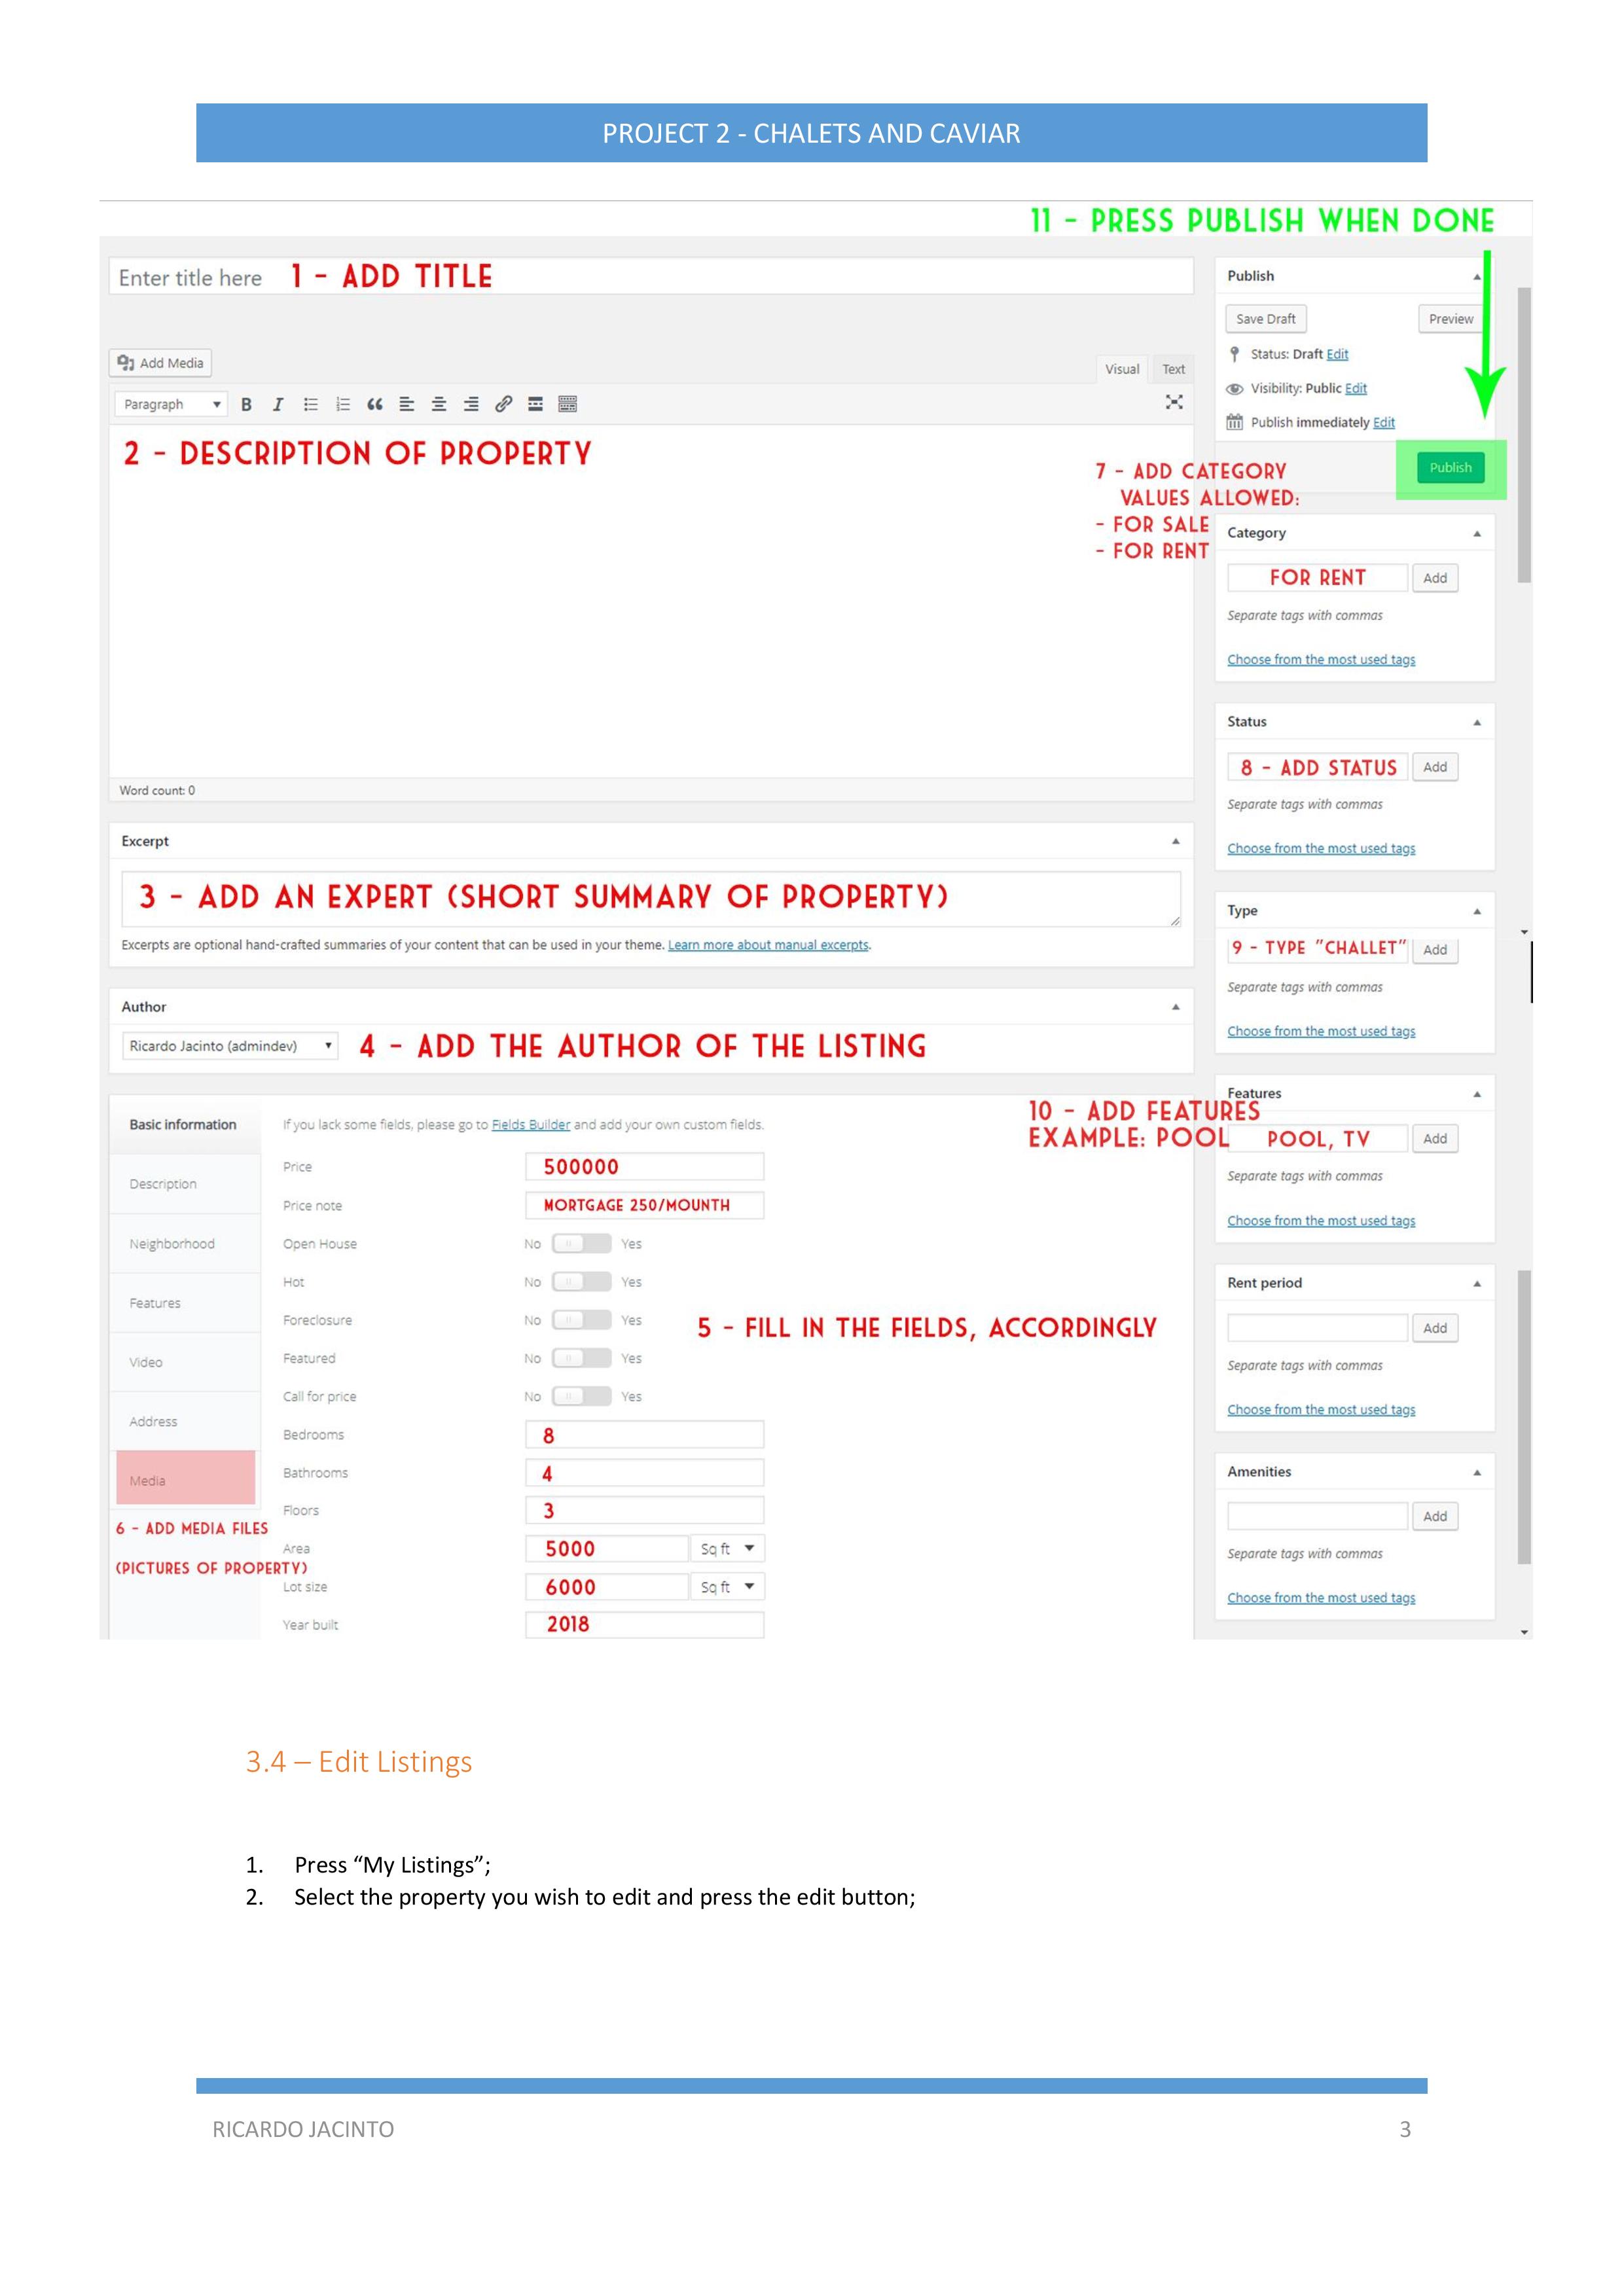 PROJECT 2 - CHALETS AND CAVIAR
11 - PRESS PUBLISH WHEN DONE
Enter title here 1 - ADD TITLE
Add Media
Visual Text
Paragraph
2 - DESCRIPTION OF PROPERTY
Word count: 0
Excerpt
3 - ADD AN EXPERT (SHORT SUMMARY OF PROPERTY)
Excerpts are optional hand-crafted summaries of your content that can be used in your theme. Learn more about manual excerpts.
Author
Ricardo Jacinto (admindev) 4 - ADD THE AUTHOR OF THE LISTING
Basic information
Description
Neighborhood
Features
Video
Address
Media
6 - ADD MEDIA FILES
(PICTURES OF PROPERTY)
If you lack some fields, please go to Fields Builder and add your own custom fields.
Price 500000
Price note MORTGAGE 250/MOUNTH
Open House No Yes
Hot No Yes
Foreclosure No Yes
5 - FILL IN THE FIELDS, ACCORDINGLY
Featured No Yes
Call for price No Yes
Bedrooms 8
Bathrooms 4
Floors 3
Area 5000 Sq ft
Lot size 6000 Sq ft
Year built 2018
Publish
Save Draft Preview
Status: Draft Edit
Visibility: Public Edit
Publish immediately Edit
Publish
7 - ADD CATEGORY
VALUES ALLOWED:
- FOR SALE
- FOR RENT
Category
FOR RENT Add
Separate tags with commas
Choose from the most used tags
Status
8 - ADD STATUS Add
Separate tags with commas
Choose from the most used tags
Type
9 - TYPE "CHALLET" Add
Separate tags with commas
Choose from the most used tags
Features
10 - ADD FEATURES
EXAMPLE: POOL
POOL, TV Add
Separate tags with commas
Choose from the most used tags
Rent period
Add
Separate tags with commas
Choose from the most used tags
Amenities
Add
Separate tags with commas
Choose from the most used tags
3.4 – Edit Listings
1. Press “My Listings”;
2. Select the property you wish to edit and press the edit button;
RICARDO JACINTO 3